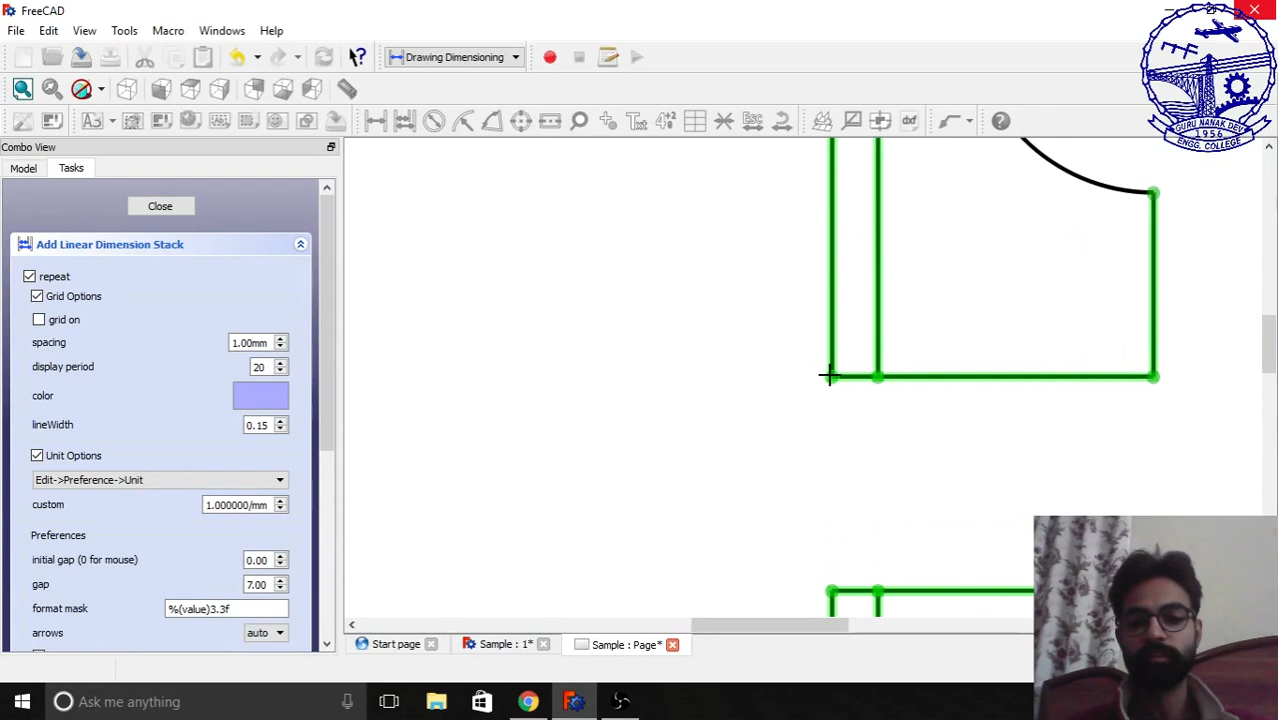 FreeCAD
File Edit View Tools Macro Windows Help
Drawing Dimensioning
A3 Txt Esc dxf
GURU NANAK DEV
1956
ENGG. COLLEGE
Combo View
Model Tasks
Close
Add Linear Dimension Stack
repeat
Grid Options
grid on
spacing 1.00mm
display period 20
color
lineWidth 0.15
Unit Options
Edit->Preference->Unit
custom 1.000000/mm
Preferences
initial gap (0 for mouse) 0.00
gap 7.00
format mask %(value)3.3f
arrows auto
Start page Sample : 1* Sample : Page*
Ask me anything